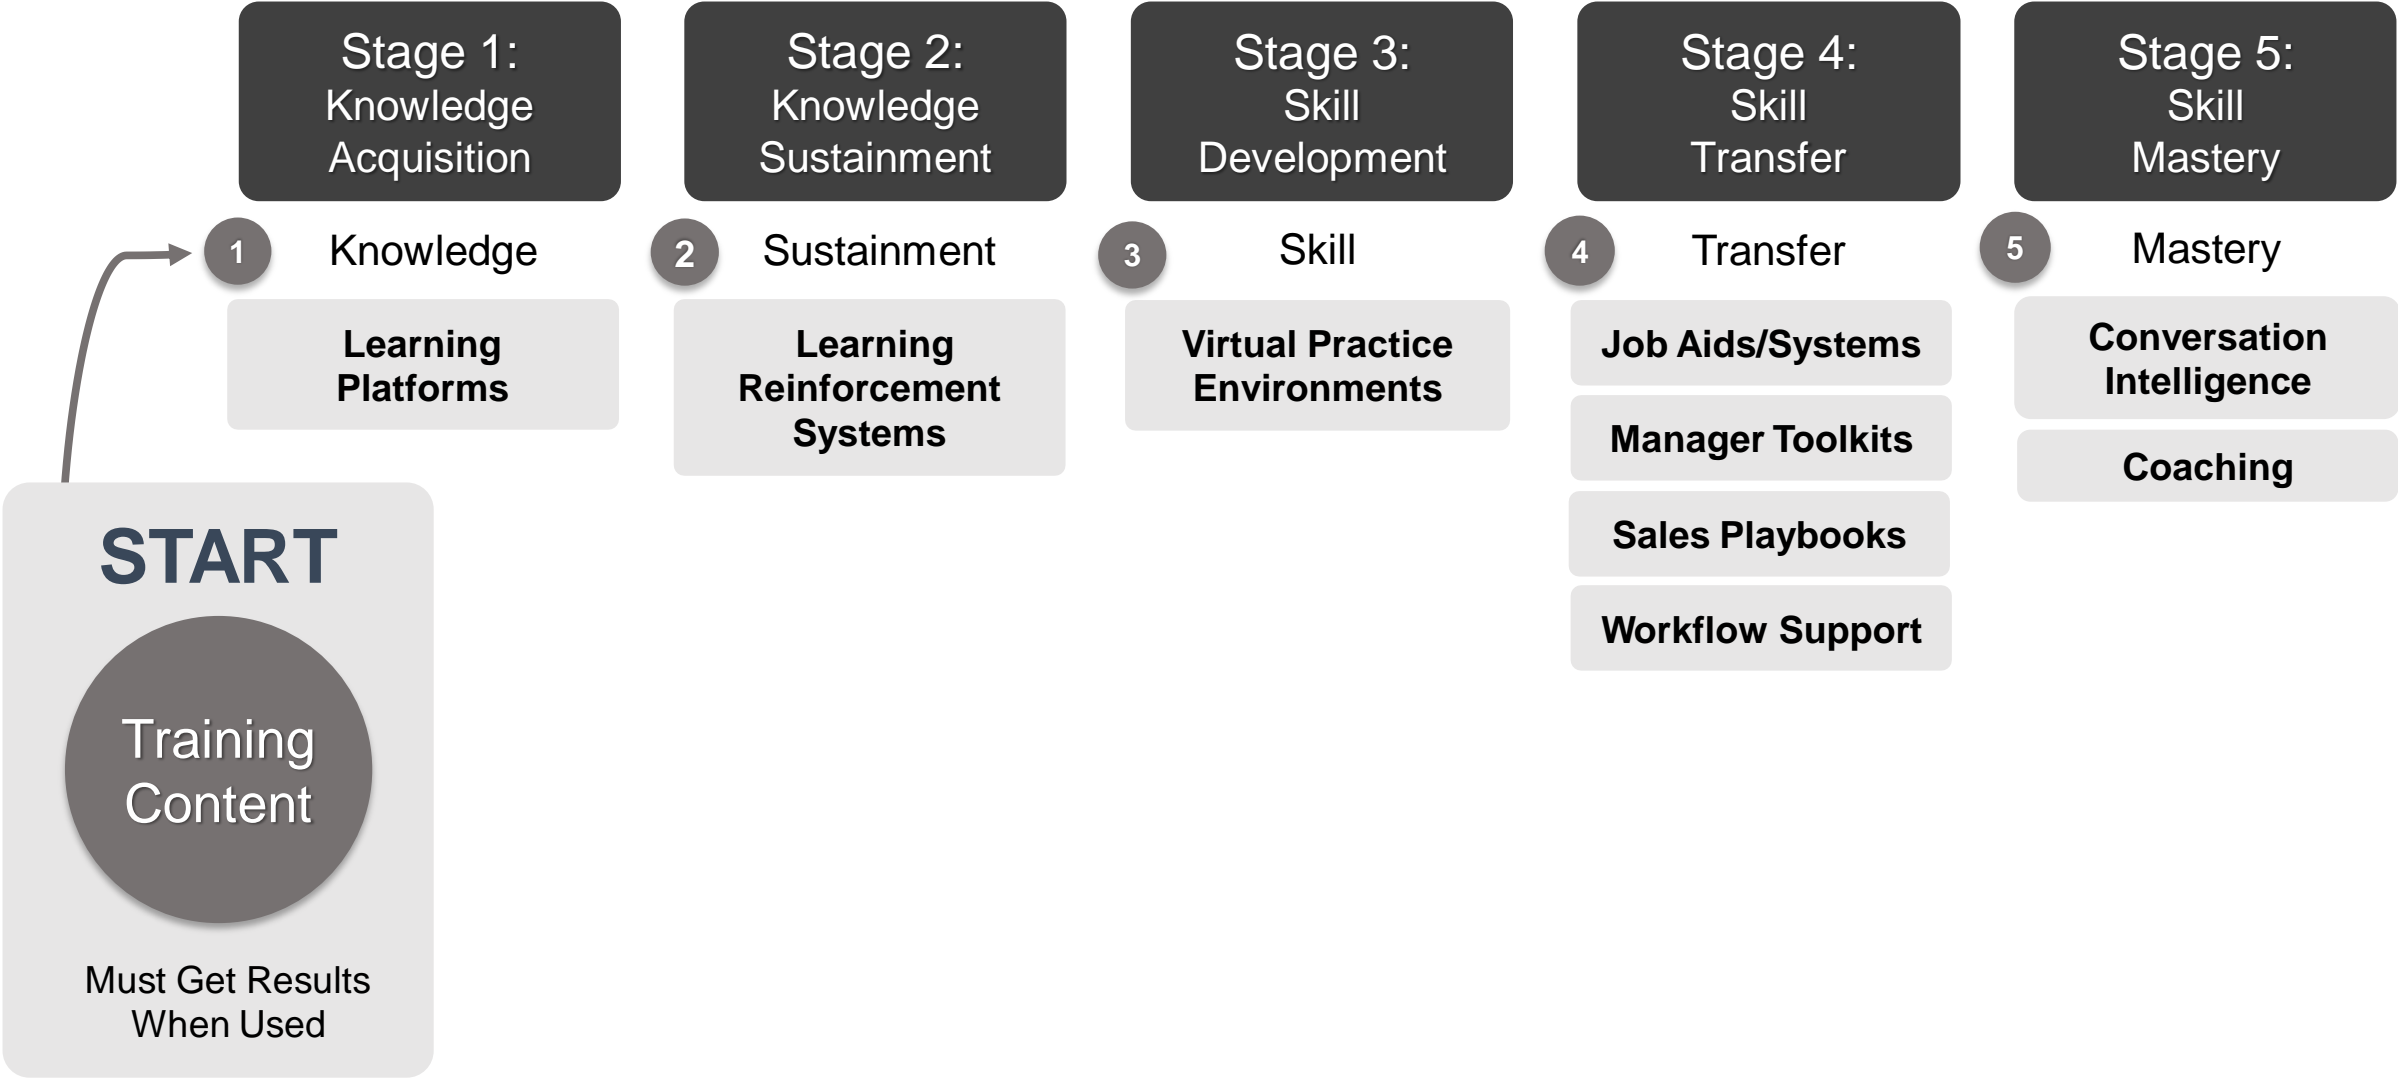 Stage 1:
Knowledge
Acquisition
Stage 2:
Knowledge
Sustainment
Stage 3:
Skill
Development
Stage 4:
Skill
Transfer
Stage 5:
Skill
Mastery
1
Knowledge
2
Sustainment
3
Skill
4
Transfer
5
Mastery
Learning
Platforms
Learning
Reinforcement
Systems
Virtual Practice
Environments
Job Aids/Systems
Manager Toolkits
Sales Playbooks
Workflow Support
Conversation
Intelligence
Coaching
START
Training
Content
Must Get Results
When Used